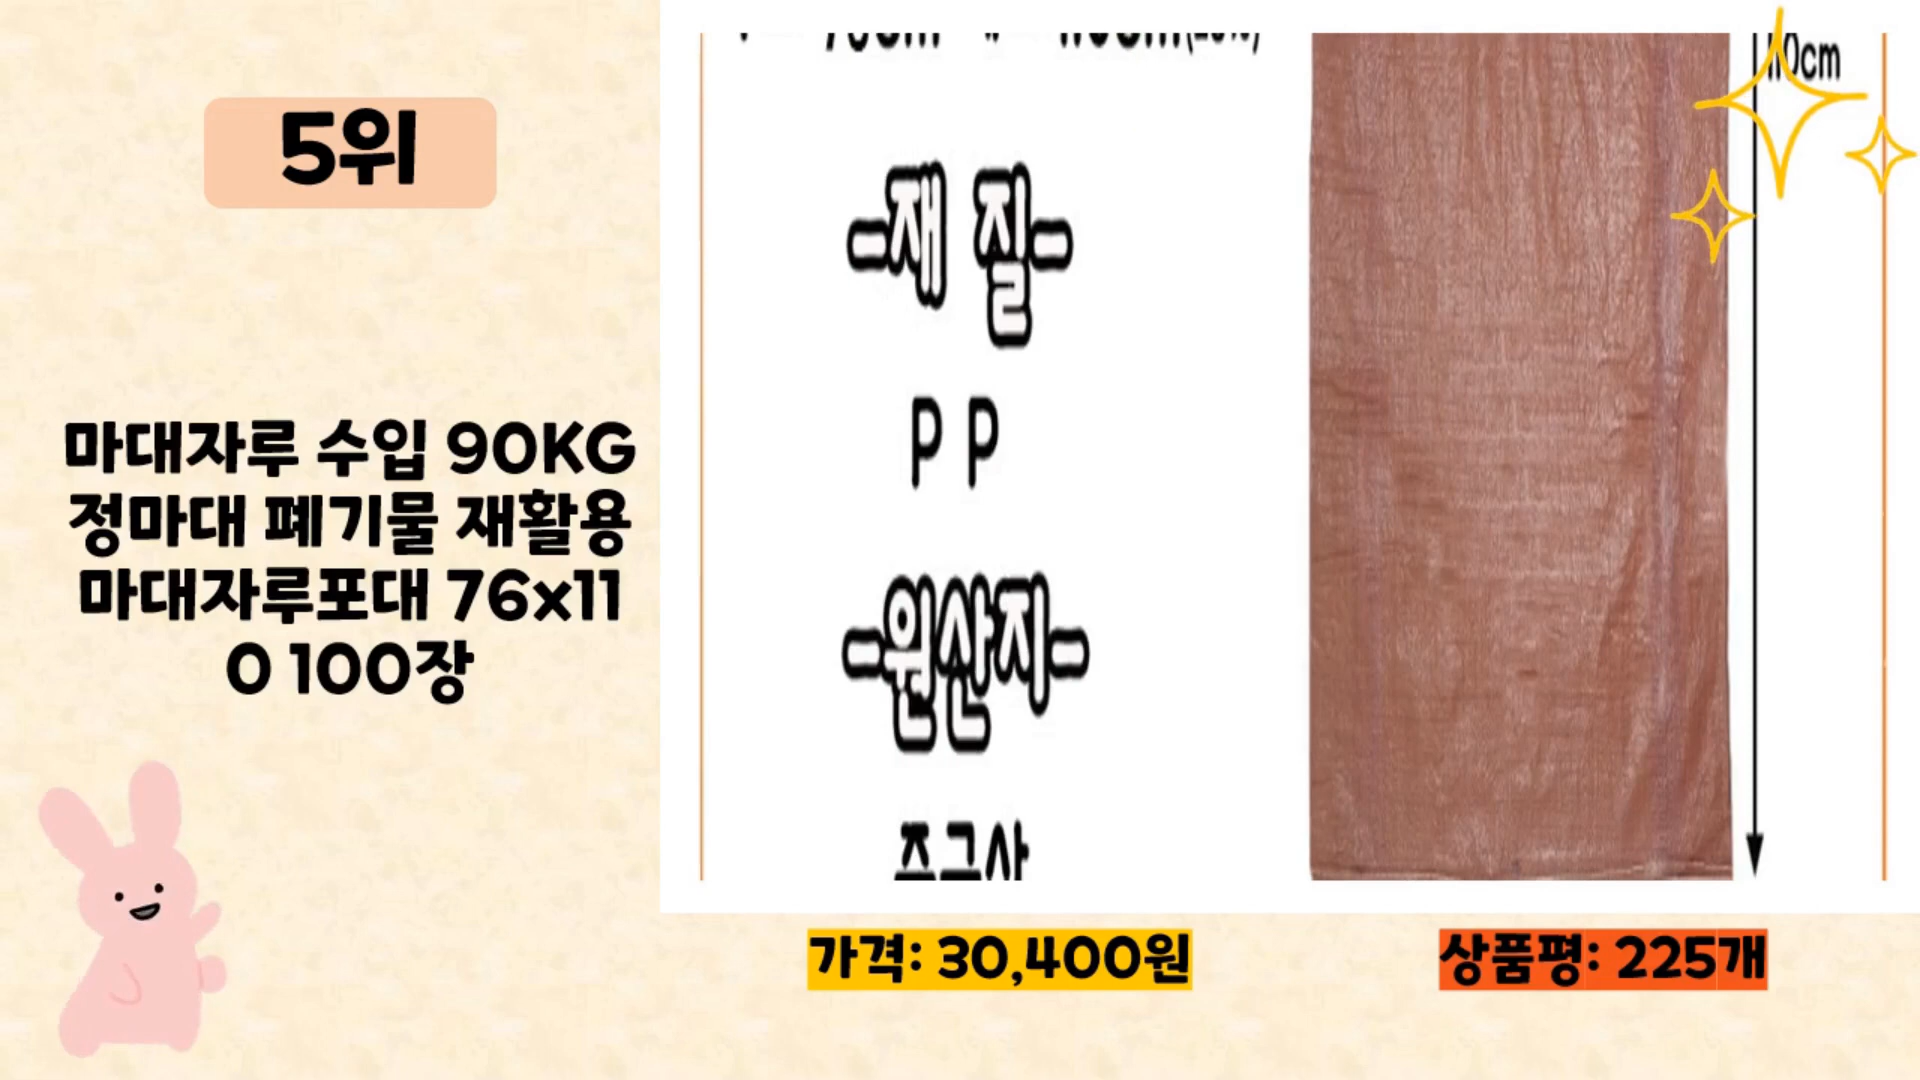 5위
마대자루 수입 90KG
정마대 폐기물 재활용
마대자루포대 76x11
0 100장
-재 질-
P P
-원산지-
가격: 30,400원
상품평: 225개